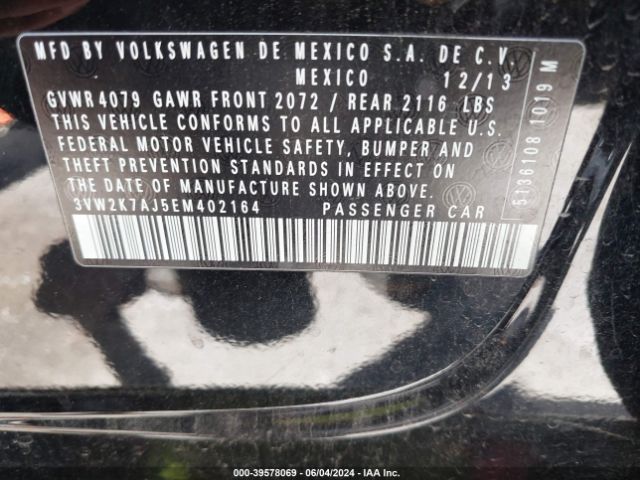 MFD BY VOLKSWAGEN DE MEXICO S.A. DE C.V
MEXICO 12/13
GVWR 4079 GAWR FRONT 2072 / REAR 2116 LBS
THIS VEHICLE CONFORMS TO ALL APPLICABLE U.S.
FEDERAL MOTOR VEHICLE SAFETY, BUMPER AND
THEFT PREVENTION STANDARDS IN EFFECT ON
THE DATE OF MANUFACTURE SHOWN ABOVE.
3VW2K7AJ5EM402164 PASSENGER CAR
5136108 1019 M
000-39578069 | 06/04/2024 | IAA Inc.